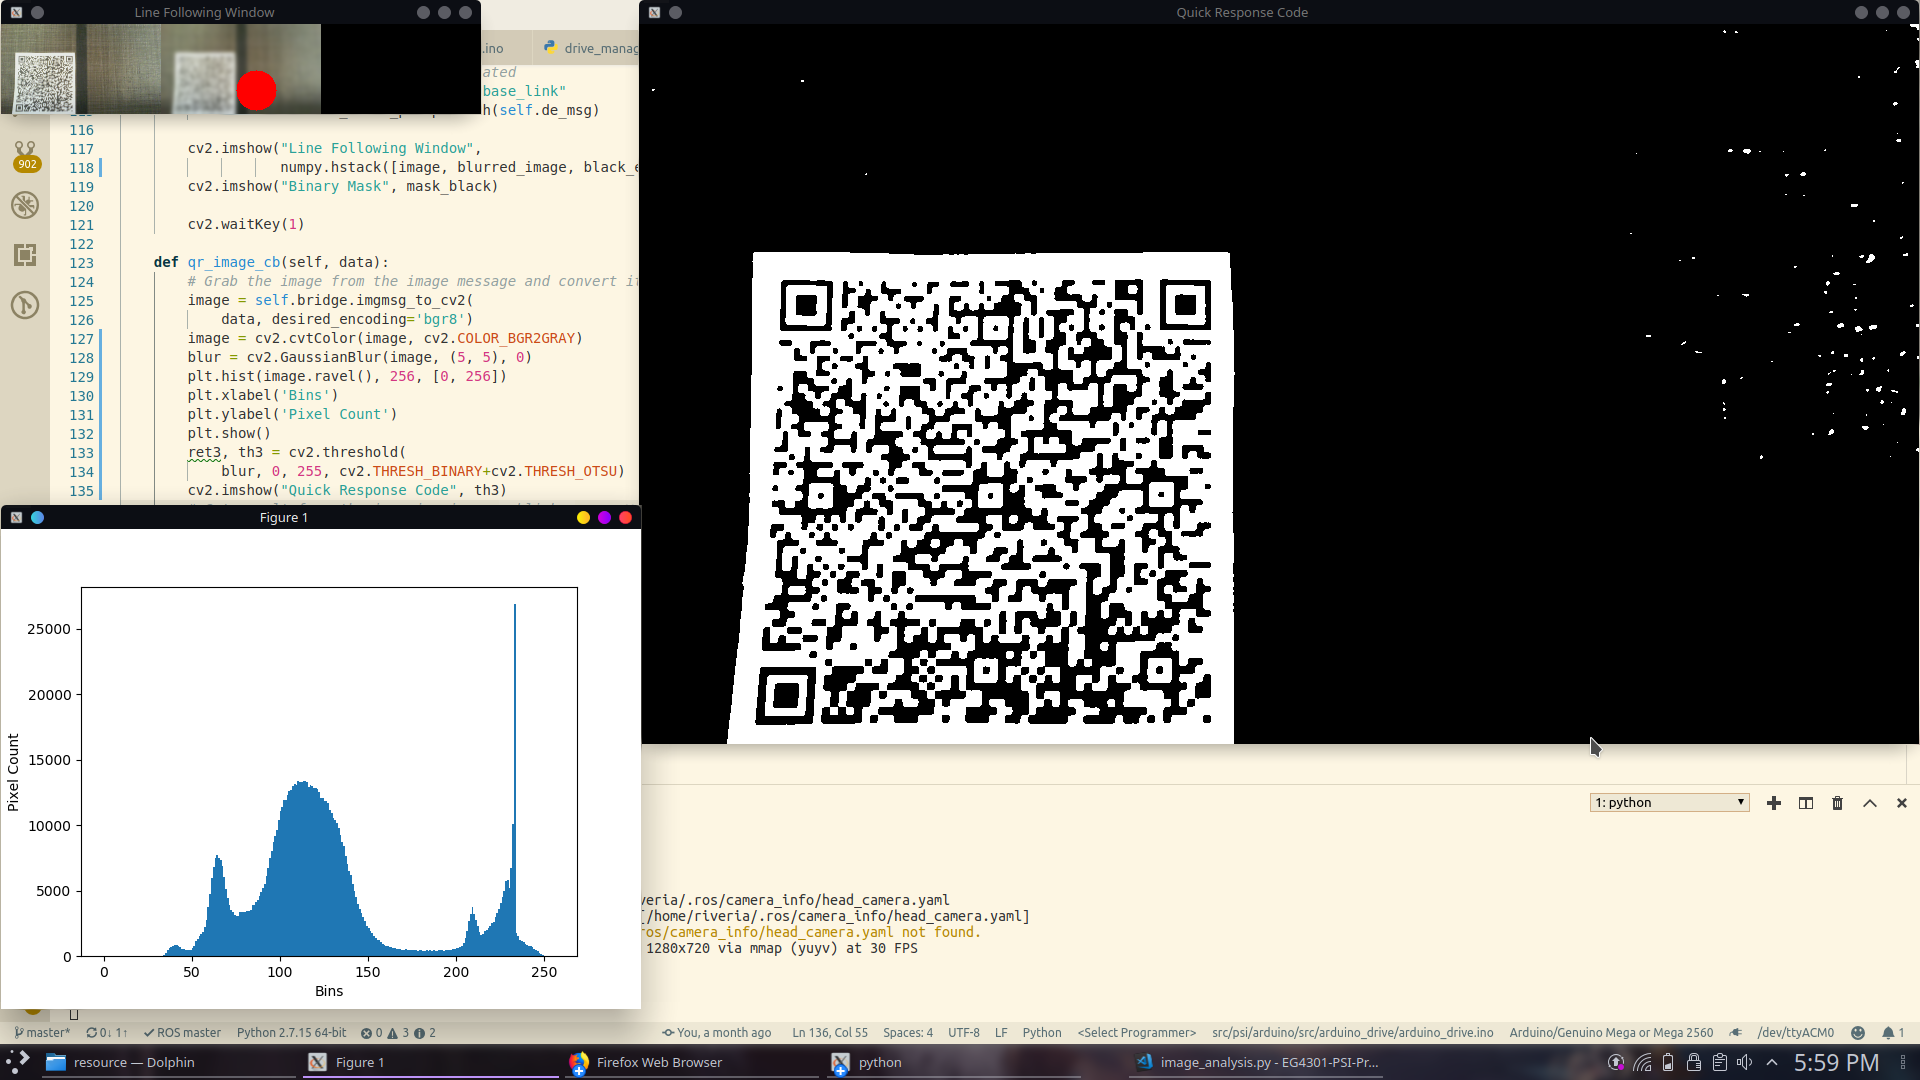 Line Following Window
Quick Response Code
.ino
drive_manag
ated
base_link"
h(self.de_msg)
116
117 cv2.imshow("Line Following Window",
118 numpy.hstack([image, blurred_image, black_e
119 cv2.imshow("Binary Mask", mask_black)
120
121 cv2.waitKey(1)
122
123 def qr_image_cb(self, data):
124 # Grab the image from the image message and convert i
125 image = self.bridge.imgmsg_to_cv2(
126 data, desired_encoding='bgr8')
127 image = cv2.cvtColor(image, cv2.COLOR_BGR2GRAY)
128 blur = cv2.GaussianBlur(image, (5, 5), 0)
129 plt.hist(image.ravel(), 256, [0, 256])
130 plt.xlabel('Bins')
131 plt.ylabel('Pixel Count')
132 plt.show()
133 ret3, th3 = cv2.threshold(
134 blur, 0, 255, cv2.THRESH_BINARY+cv2.THRESH_OTSU)
135 cv2.imshow("Quick Response Code", th3)
902
Figure 1
25000
20000
15000
10000
5000
0
Pixel Count
0 50 100 150 200 250
Bins
1: python
veria/.ros/camera_info/head_camera.yaml
[/home/riveria/.ros/camera_info/head_camera.yaml]
ros/camera_info/head_camera.yaml not found.
1280x720 via mmap (yuyv) at 30 FPS
master* 0↓ 1↑ ROS master Python 2.7.15 64-bit 0 3 2 You, a month ago Ln 136, Col 55 Spaces: 4 UTF-8 LF Python <Select Programmer> src/psi/arduino/src/arduino_drive/arduino_drive.ino Arduino/Genuino Mega or Mega 2560 /dev/ttyACM0 1
resource — Dolphin Figure 1 Firefox Web Browser python image_analysis.py - EG4301-PSI-Pr... 5:59 PM